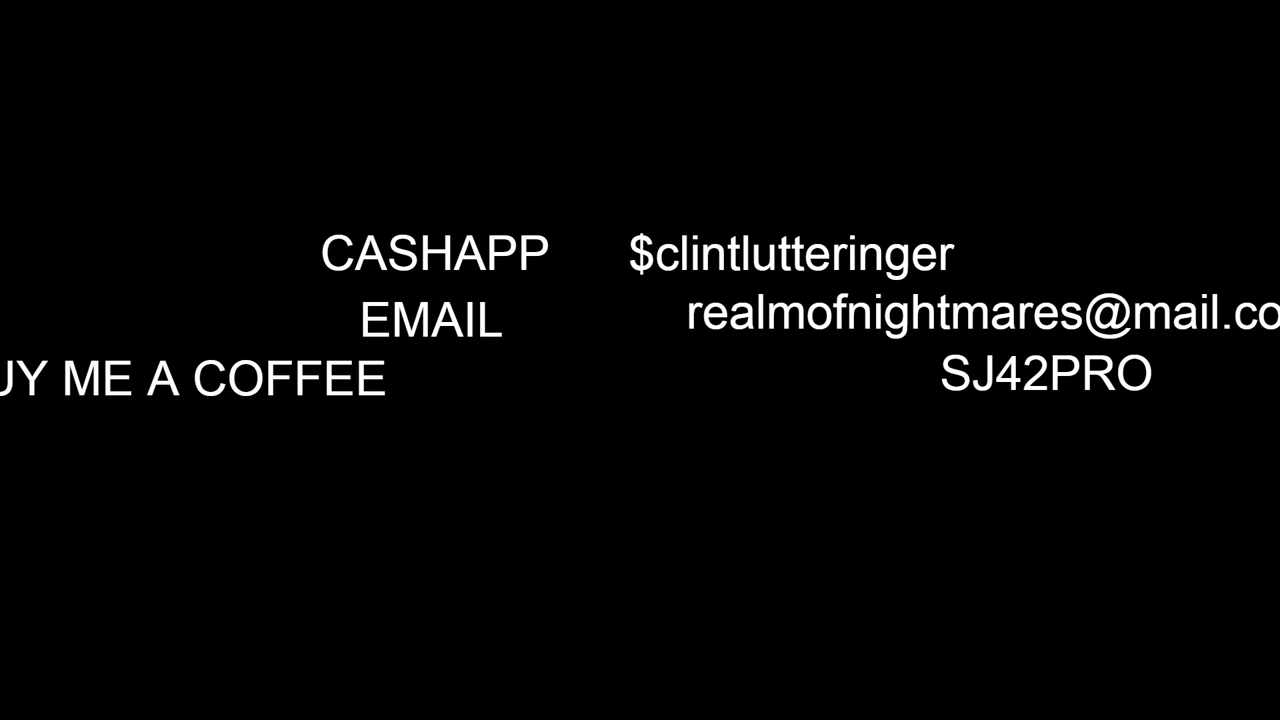 CASHAPP $clintlutteringer
EMAIL realmofnightmares@mail.co
UY ME A COFFEE SJ42PRO